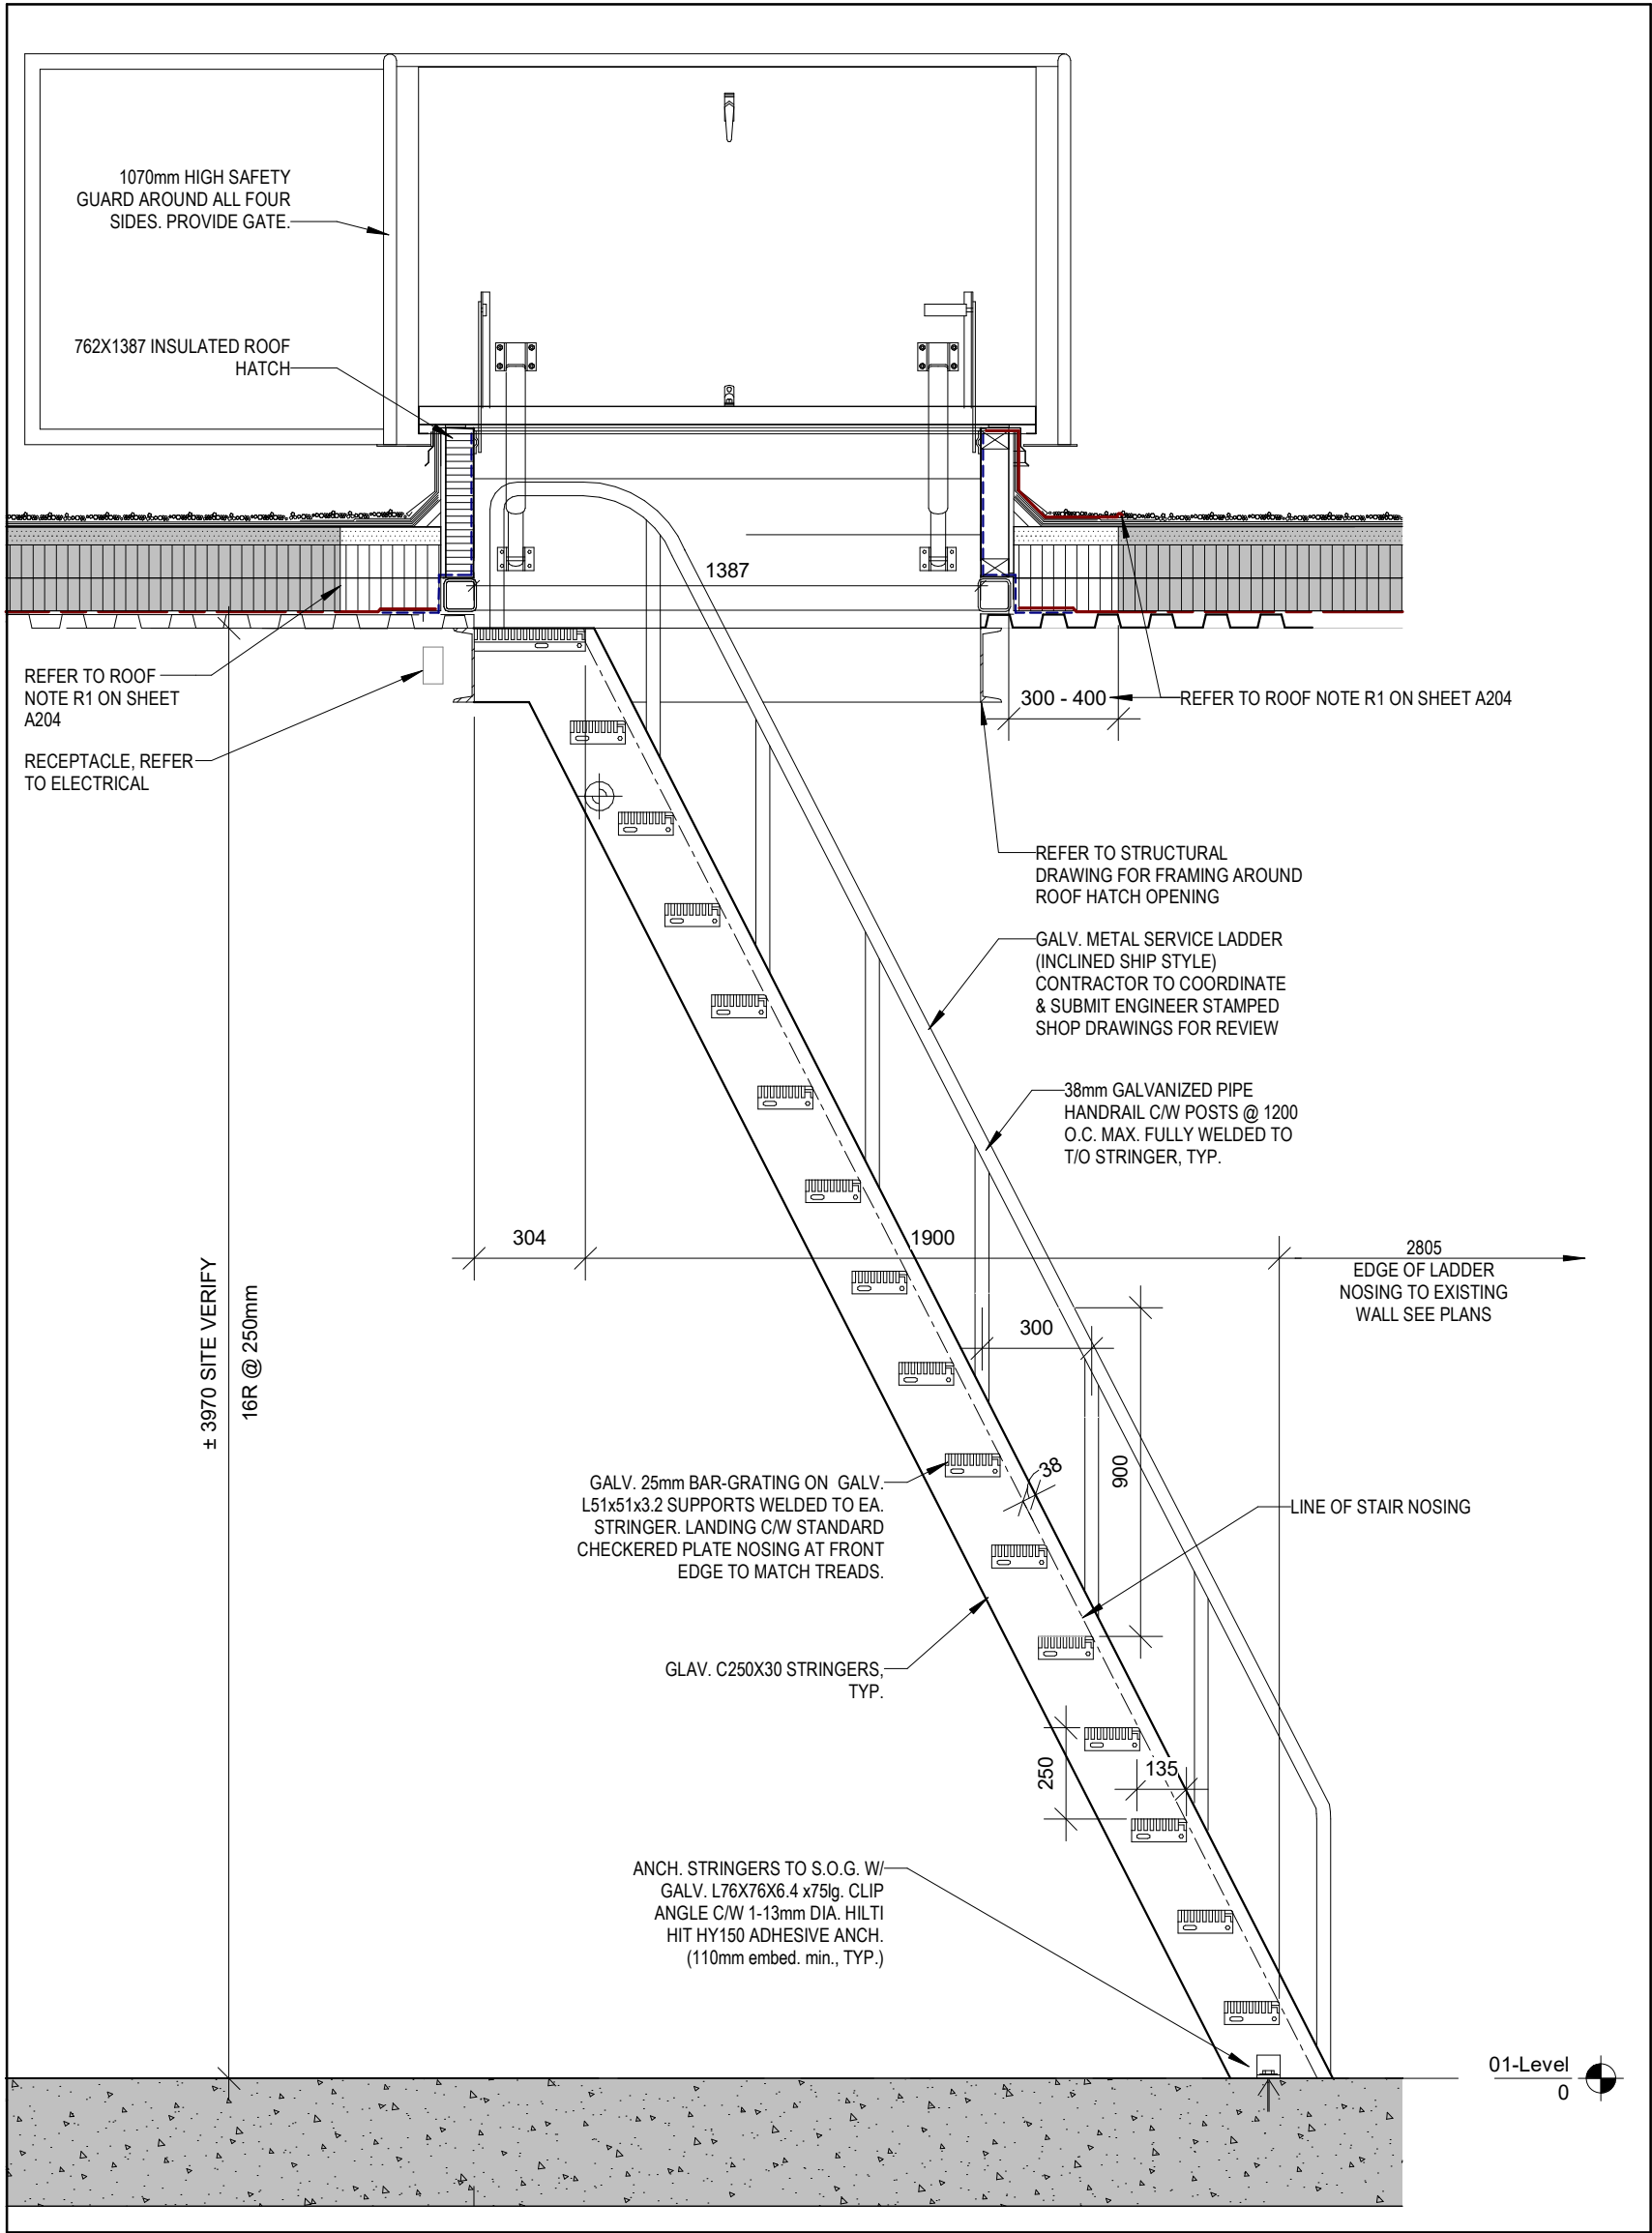 1070mm HIGH SAFETY
GUARD AROUND ALL FOUR
SIDES. PROVIDE GATE.
762X1387 INSULATED ROOF
HATCH
1387
REFER TO ROOF
NOTE R1 ON SHEET
A204
RECEPTACLE, REFER
TO ELECTRICAL
300 - 400
REFER TO ROOF NOTE R1 ON SHEET A204
REFER TO STRUCTURAL
DRAWING FOR FRAMING AROUND
ROOF HATCH OPENING
GALV. METAL SERVICE LADDER
(INCLINED SHIP STYLE)
CONTRACTOR TO COORDINATE
& SUBMIT ENGINEER STAMPED
SHOP DRAWINGS FOR REVIEW
38mm GALVANIZED PIPE
HANDRAIL C/W POSTS @ 1200
O.C. MAX. FULLY WELDED TO
T/O STRINGER, TYP.
304
1900
2805
EDGE OF LADDER
NOSING TO EXISTING
WALL SEE PLANS
± 3970 SITE VERIFY
16R @ 250mm
300
900
38
GALV. 25mm BAR-GRATING ON GALV.
L51x51x3.2 SUPPORTS WELDED TO EA.
STRINGER. LANDING C/W STANDARD
CHECKERED PLATE NOSING AT FRONT
EDGE TO MATCH TREADS.
LINE OF STAIR NOSING
GLAV. C250X30 STRINGERS,
TYP.
250
135
ANCH. STRINGERS TO S.O.G. W/
GALV. L76X76X6.4 x75lg. CLIP
ANGLE C/W 1-13mm DIA. HILTI
HIT HY150 ADHESIVE ANCH.
(110mm embed. min., TYP.)
01-Level
0